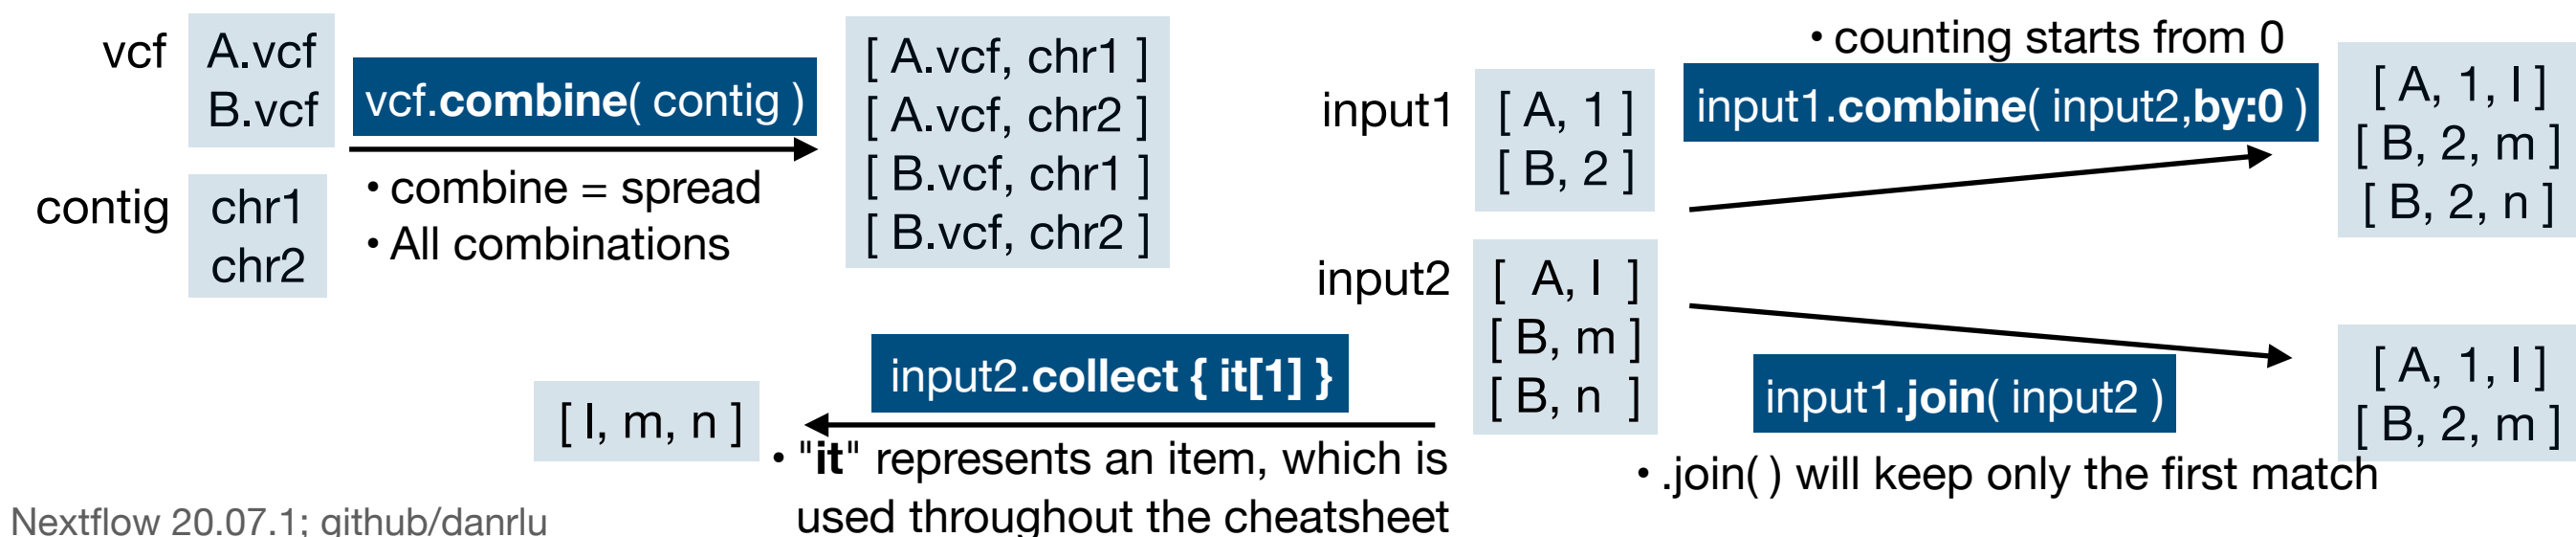 vcf
A.vcf
B.vcf
contig
chr1
chr2
vcf.combine( contig )
• combine = spread
• All combinations
[ A.vcf, chr1 ]
[ A.vcf, chr2 ]
[ B.vcf, chr1 ]
[ B.vcf, chr2 ]
input1
[ A, 1 ]
[ B, 2 ]
input2
[ A, l ]
[ B, m ]
[ B, n ]
• counting starts from 0
input1.combine( input2,by:0 )
[ A, 1, l ]
[ B, 2, m ]
[ B, 2, n ]
input1.join( input2 )
[ A, 1, l ]
[ B, 2, m ]
• .join( ) will keep only the first match
input2.collect { it[1] }
[ l, m, n ]
• "it" represents an item, which is
used throughout the cheatsheet
Nextflow 20.07.1; github/danrlu